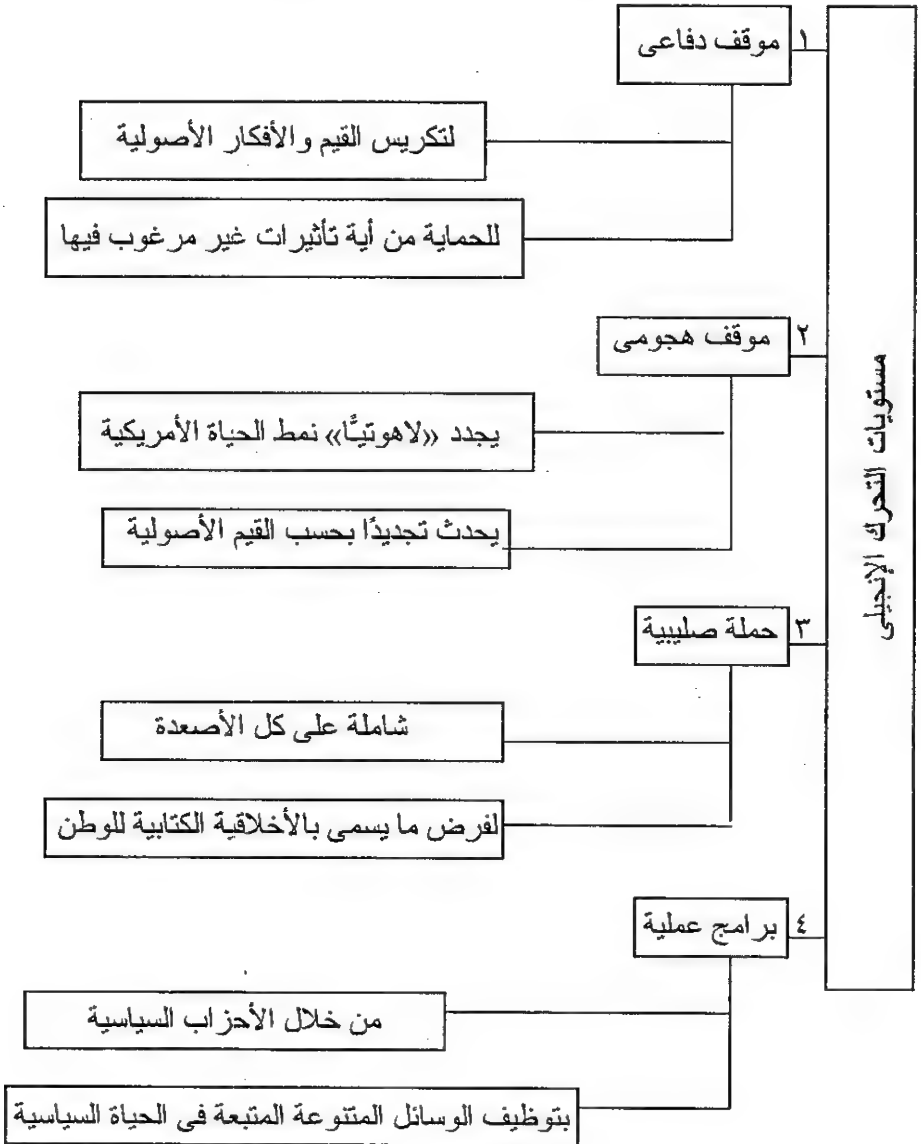 مستويات التحرك الإنجيلى
١ موقف دفاعى
لتكريس القيم والأفكار الأصولية
للحماية من أية تأثيرات غير مرغوب فيها
٢ موقف هجومى
يجدد «لاهوتيًّا» نمط الحياة الأمريكية
يحدث تجديدًا بحسب القيم الأصولية
٣ حملة صليبية
شاملة على كل الأصعدة
لفرض ما يسمى بالأخلاقية الكتابية للوطن
٤ برامج عملية
من خلال الأحزاب السياسية
بتوظيف الوسائل المتنوعة المتبعة فى الحياة السياسية